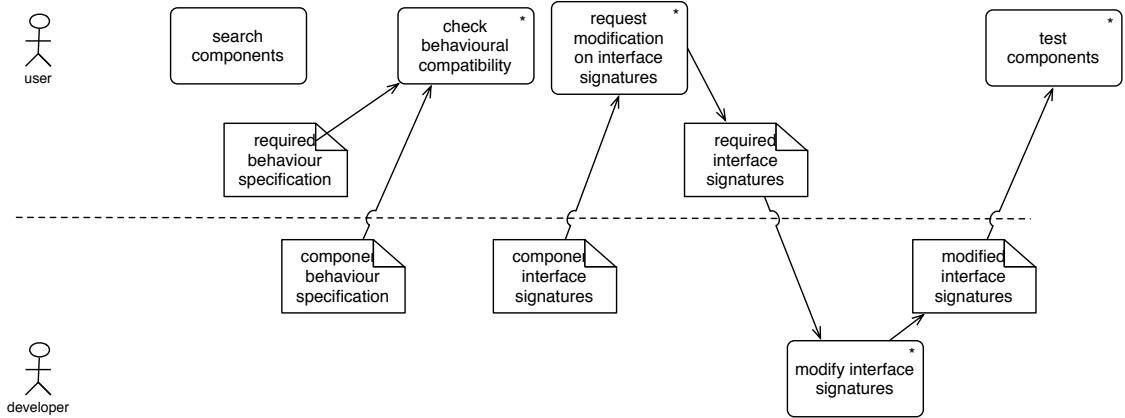 user
search
components
*
check
behavioural
compatibility
*
request
modification
on interface
signatures
*
test
components
required
behaviour
specification
required
interface
signatures
componen
behaviour
specification
componen
interface
signatures
modified
interface
signatures
developer
*
modify interface
signatures